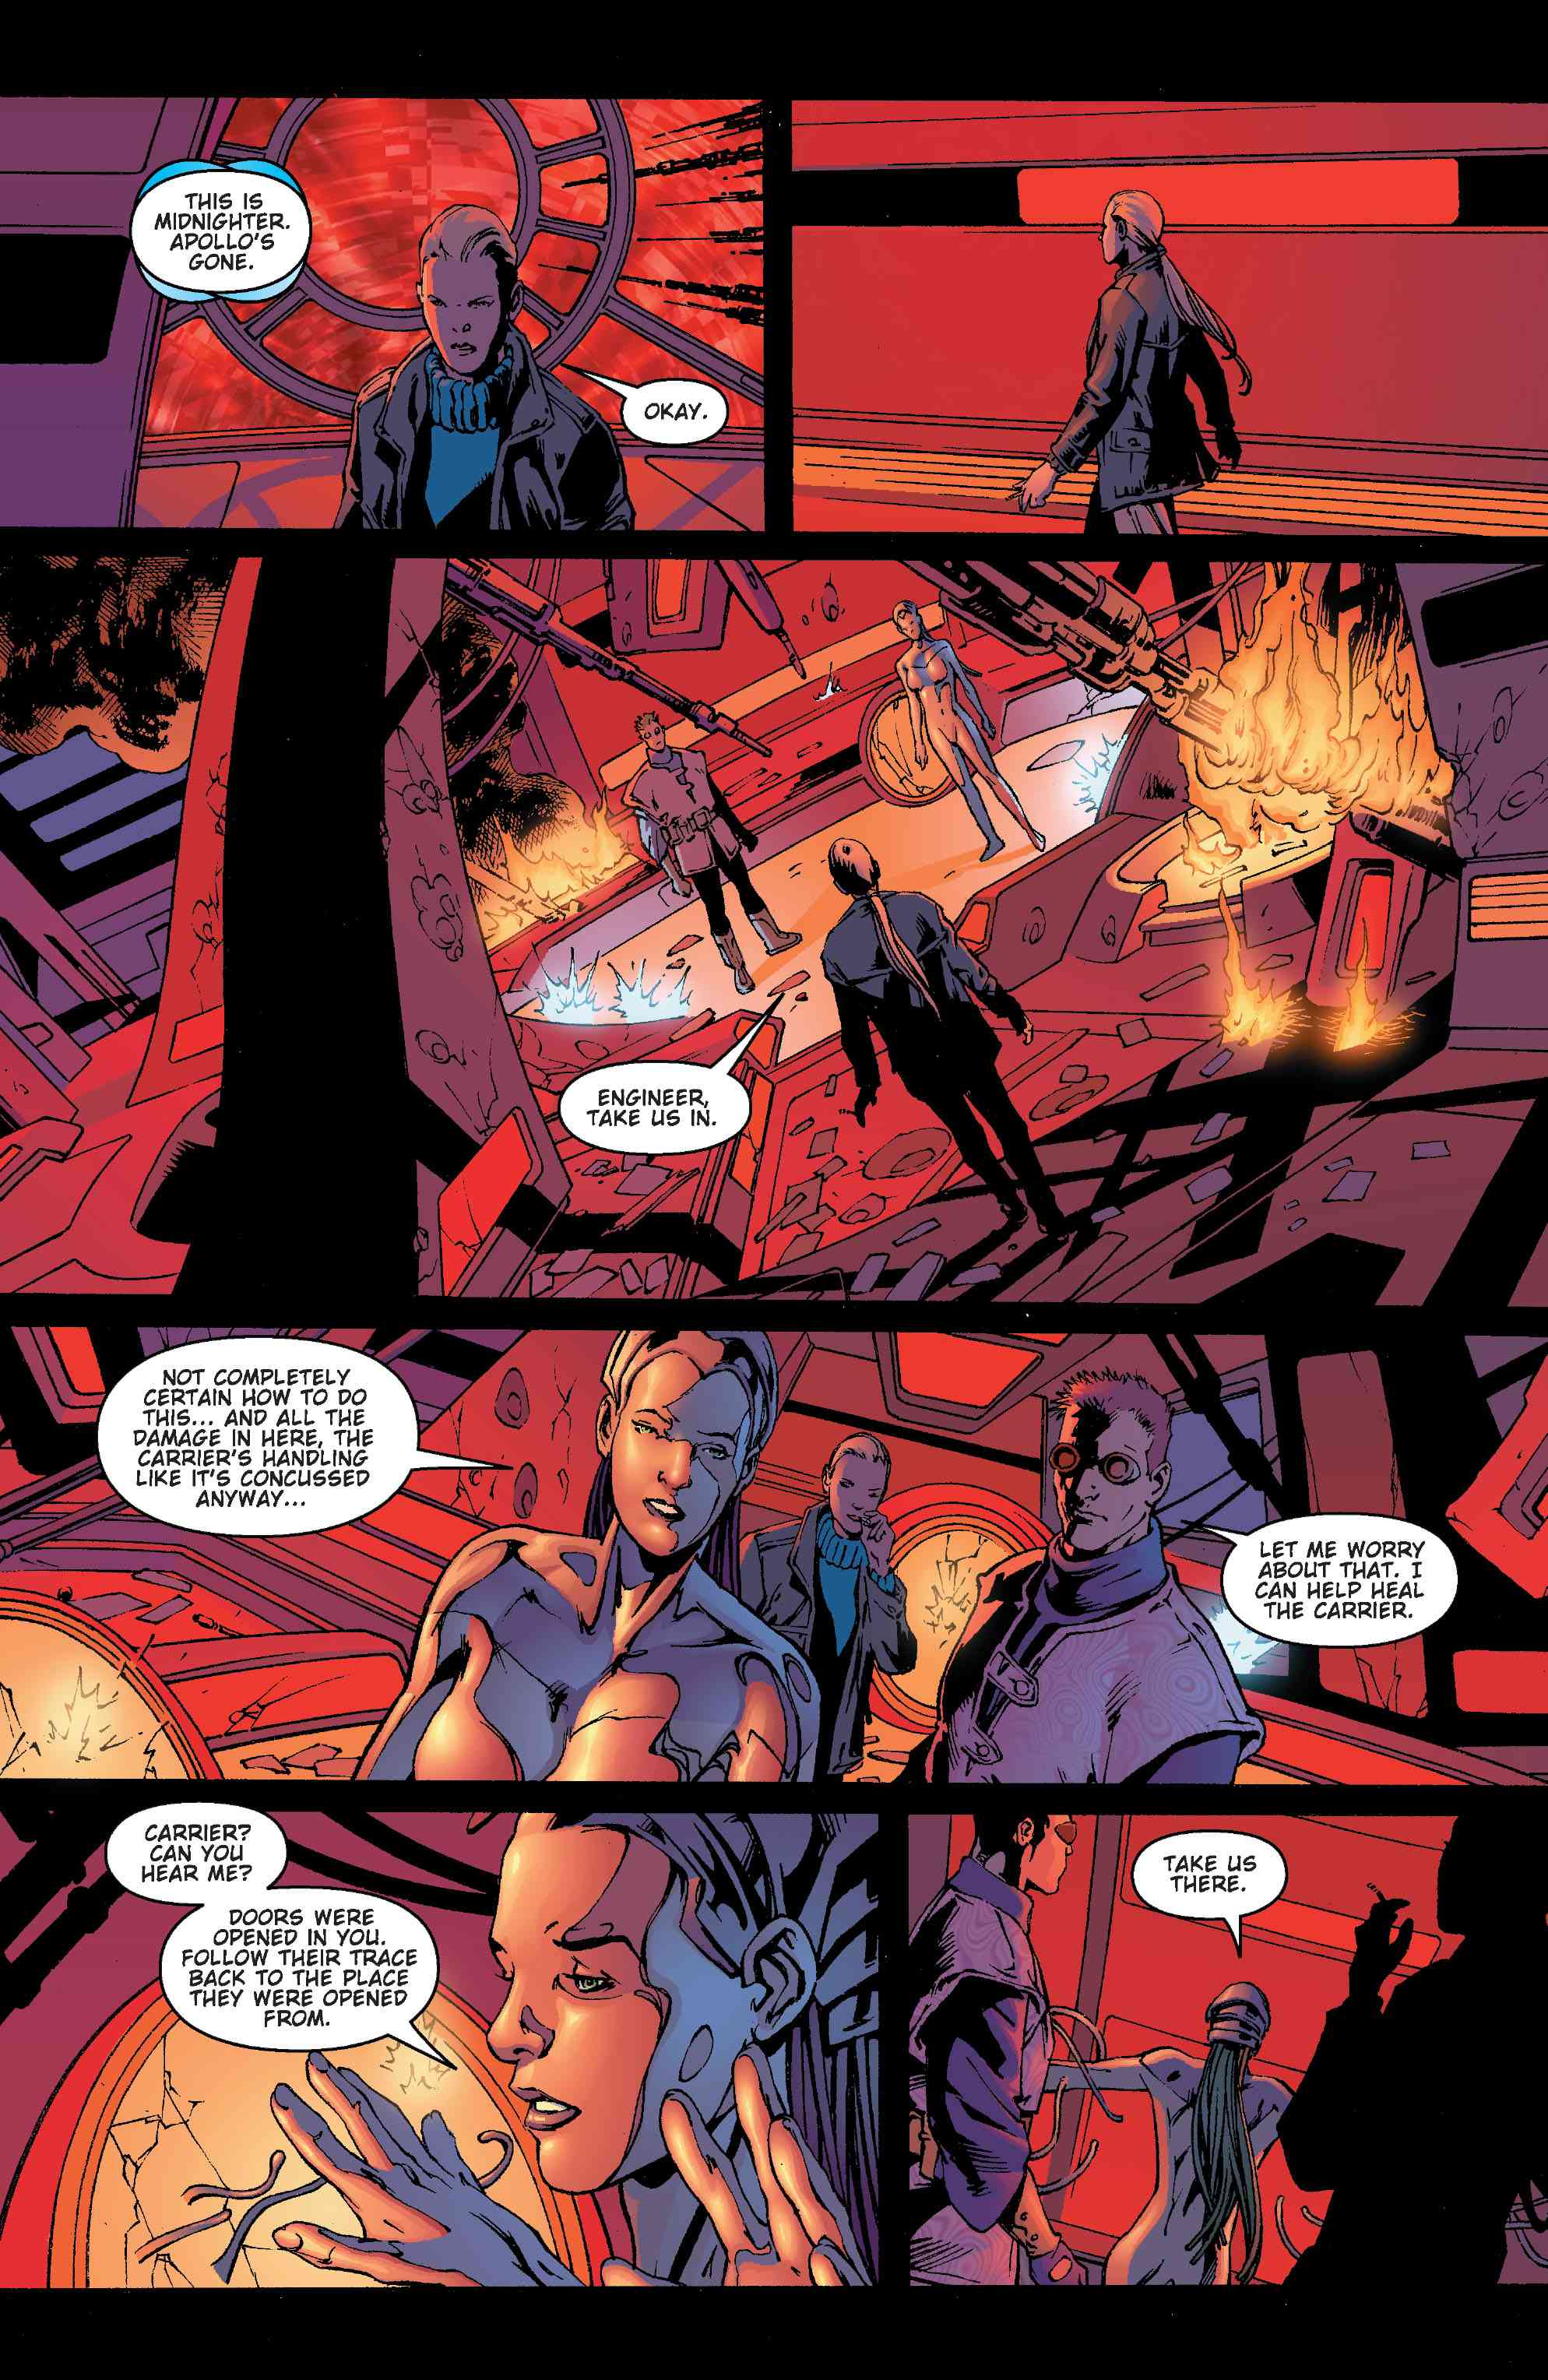 THIS IS
MIDNIGHTER.
APOLLO'S
GONE.
OKAY.
ENGINEER,
TAKE US IN.
NOT COMPLETELY
CERTAIN HOW TO DO
THIS... AND ALL THE
DAMAGE IN HERE, THE
CARRIER'S HANDLING
LIKE IT'S CONCUSSED
ANYWAY...
LET ME WORRY
ABOUT THAT. I
CAN HELP HEAL
THE CARRIER.
CARRIER?
CAN YOU
HEAR ME?
DOORS WERE
OPENED IN YOU.
FOLLOW THEIR TRACE
BACK TO THE PLACE
THEY WERE OPENED
FROM.
TAKE US
THERE.